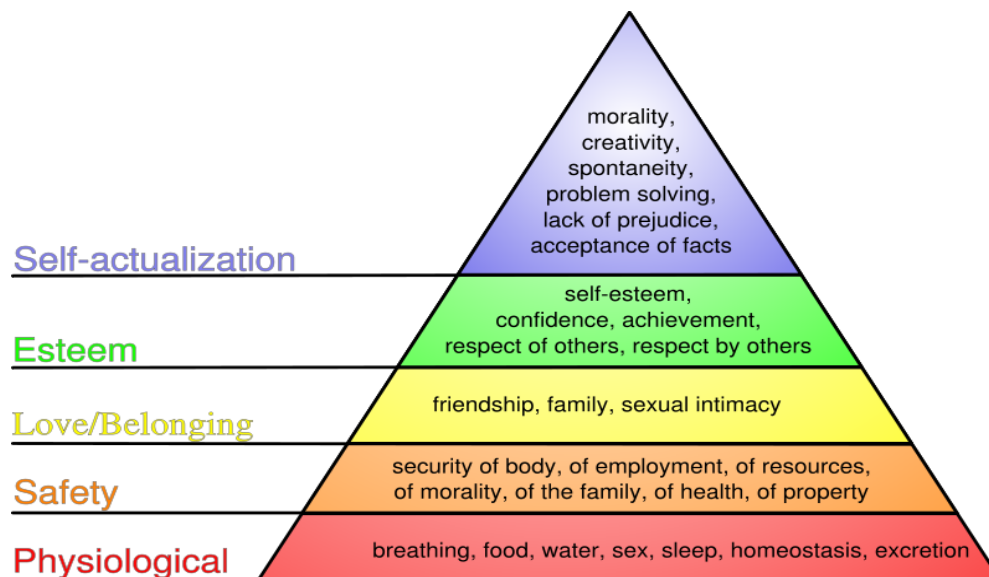 morality,
creativity,
spontaneity,
problem solving,
lack of prejudice,
acceptance of facts
Self-actualization
self-esteem,
confidence, achievement,
respect of others, respect by others
Esteem
friendship, family, sexual intimacy
Love/Belonging
security of body, of employment, of resources,
of morality, of the family, of health, of property
Safety
breathing, food, water, sex, sleep, homeostasis, excretion
Physiological